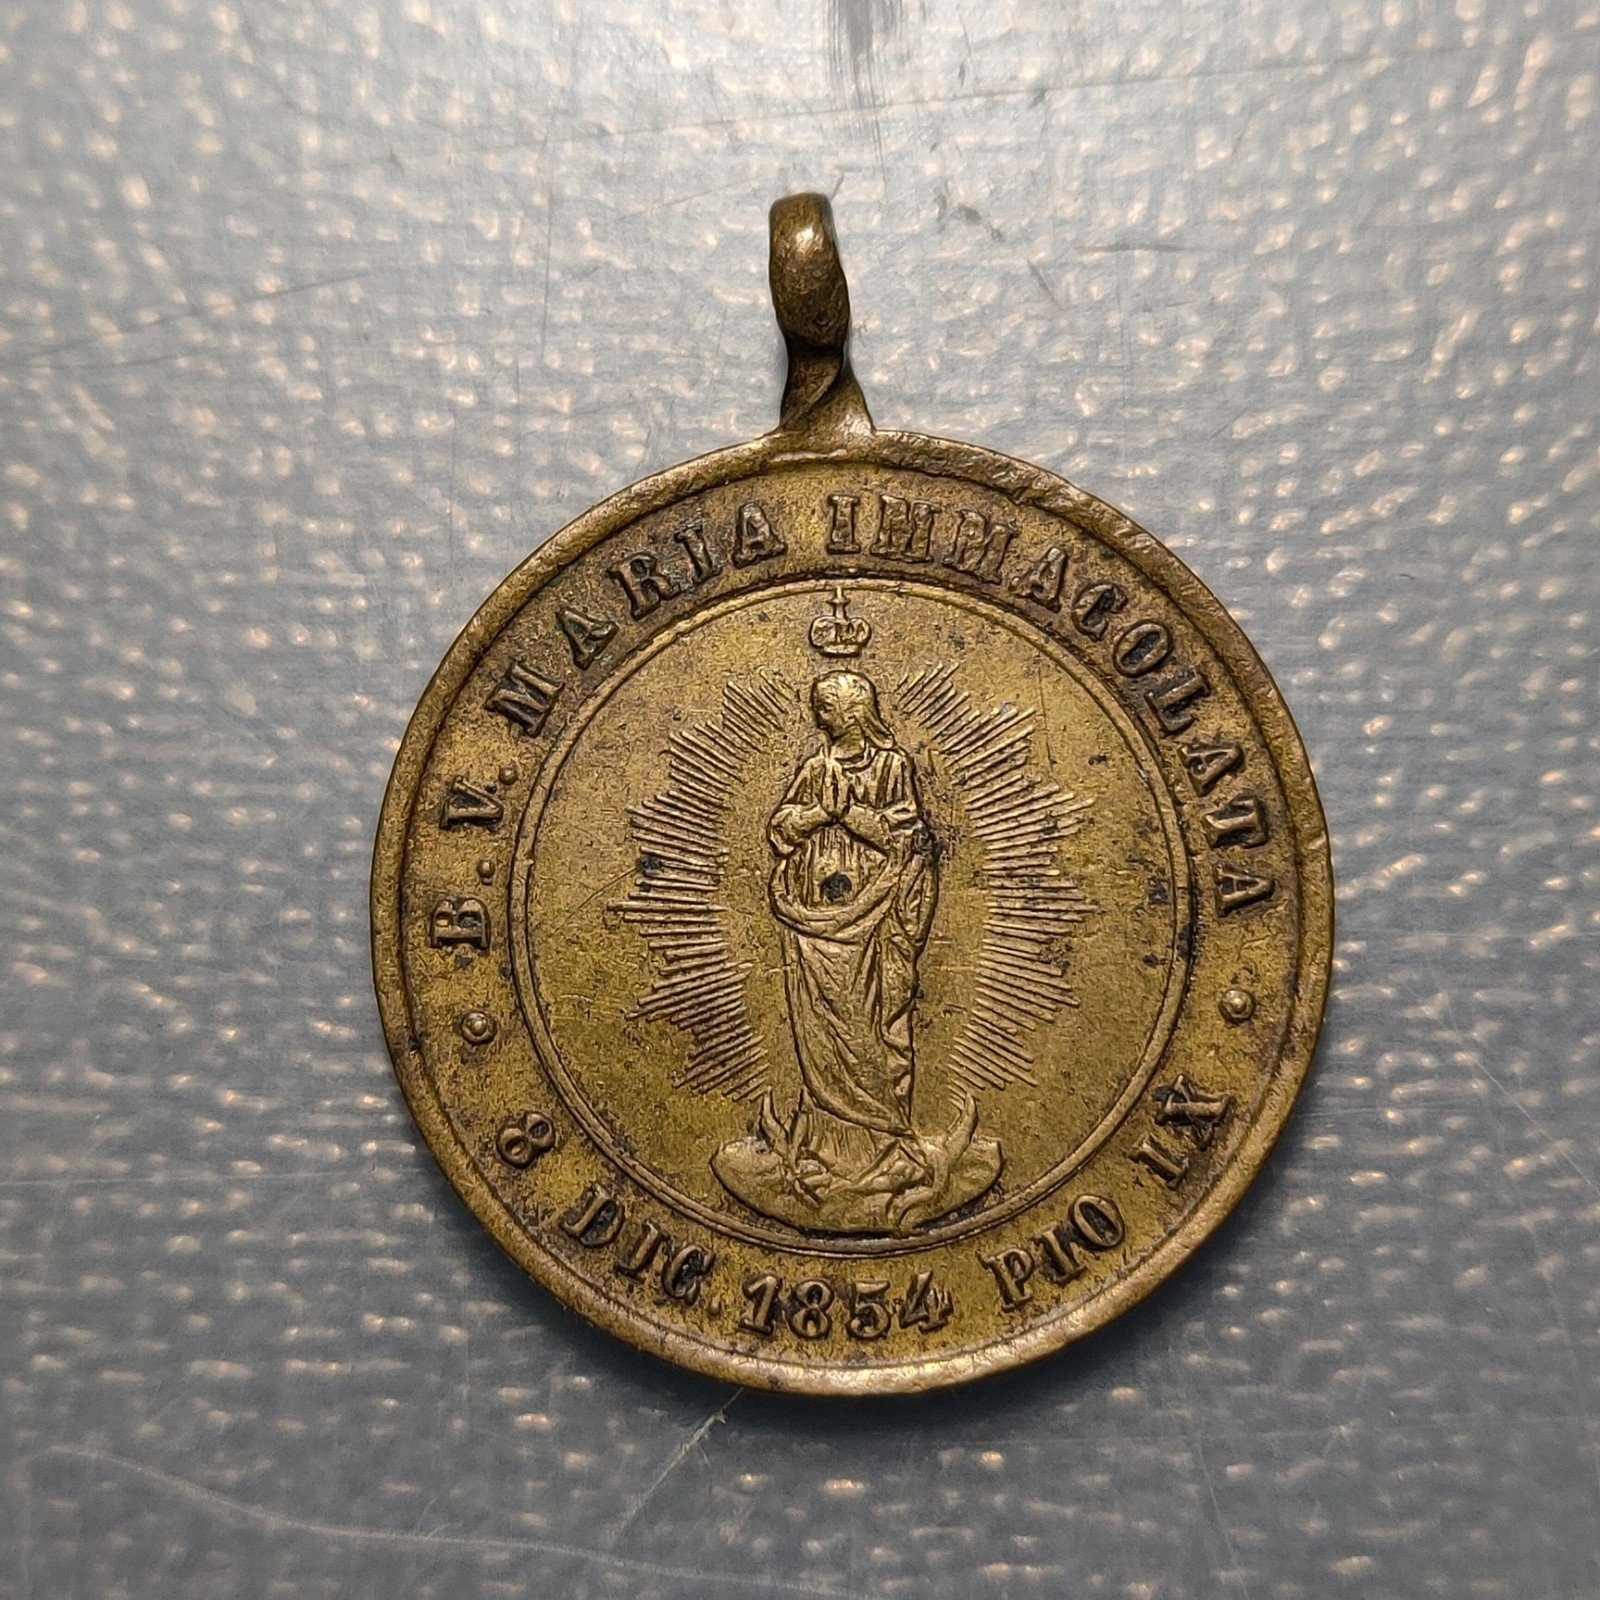 B. V. MARIA IMMACOLATA
8 DIC. 1854 PIO IX